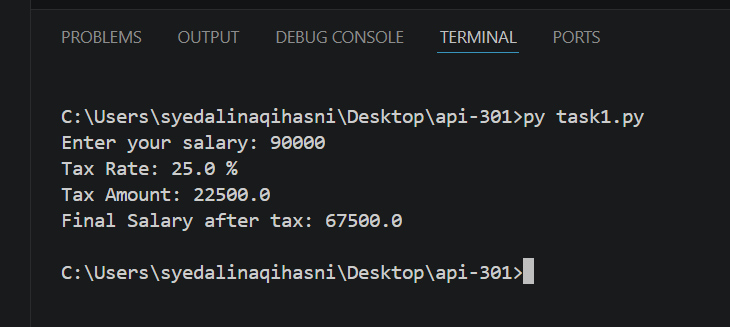 PROBLEMS OUTPUT DEBUG CONSOLE TERMINAL PORTS
C:\Users\syedalinaqihasni\Desktop\api-301>py task1.py
Enter your salary: 90000
Tax Rate: 25.0 %
Tax Amount: 22500.0
Final Salary after tax: 67500.0
C:\Users\syedalinaqihasni\Desktop\api-301>